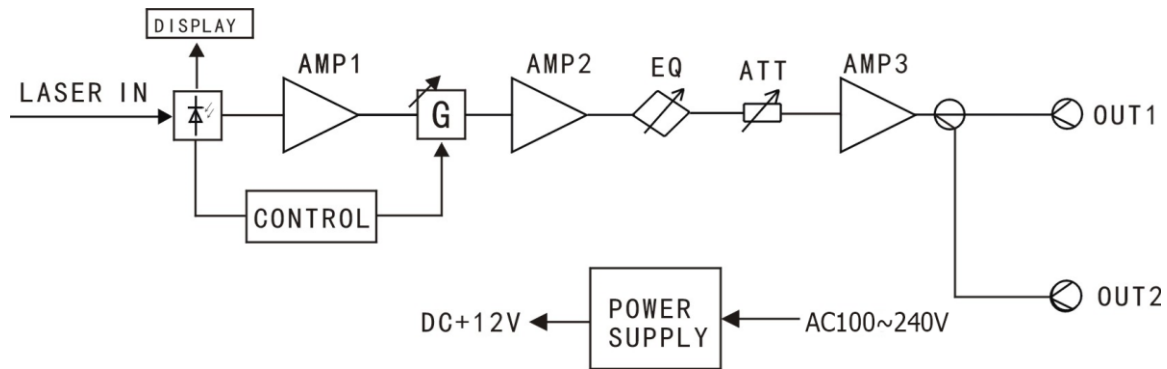 DISPLAY
LASER IN
AMP1
G
AMP2
EQ
ATT
AMP3
OUT1
CONTROL
OUT2
DC+12V
POWER
SUPPLY
AC100~240V